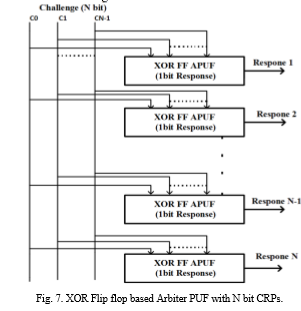 Challenge (N bit)
C0 C1 CN-1
XOR FF APUF
(1bit Response)
Respone 1
XOR FF APUF
(1bit Response)
Respone 2
XOR FF APUF
(1bit Response)
Respone N-1
XOR FF APUF
(1bit Response)
Respone N
Fig. 7. XOR Flip flop based Arbiter PUF with N bit CRPs.